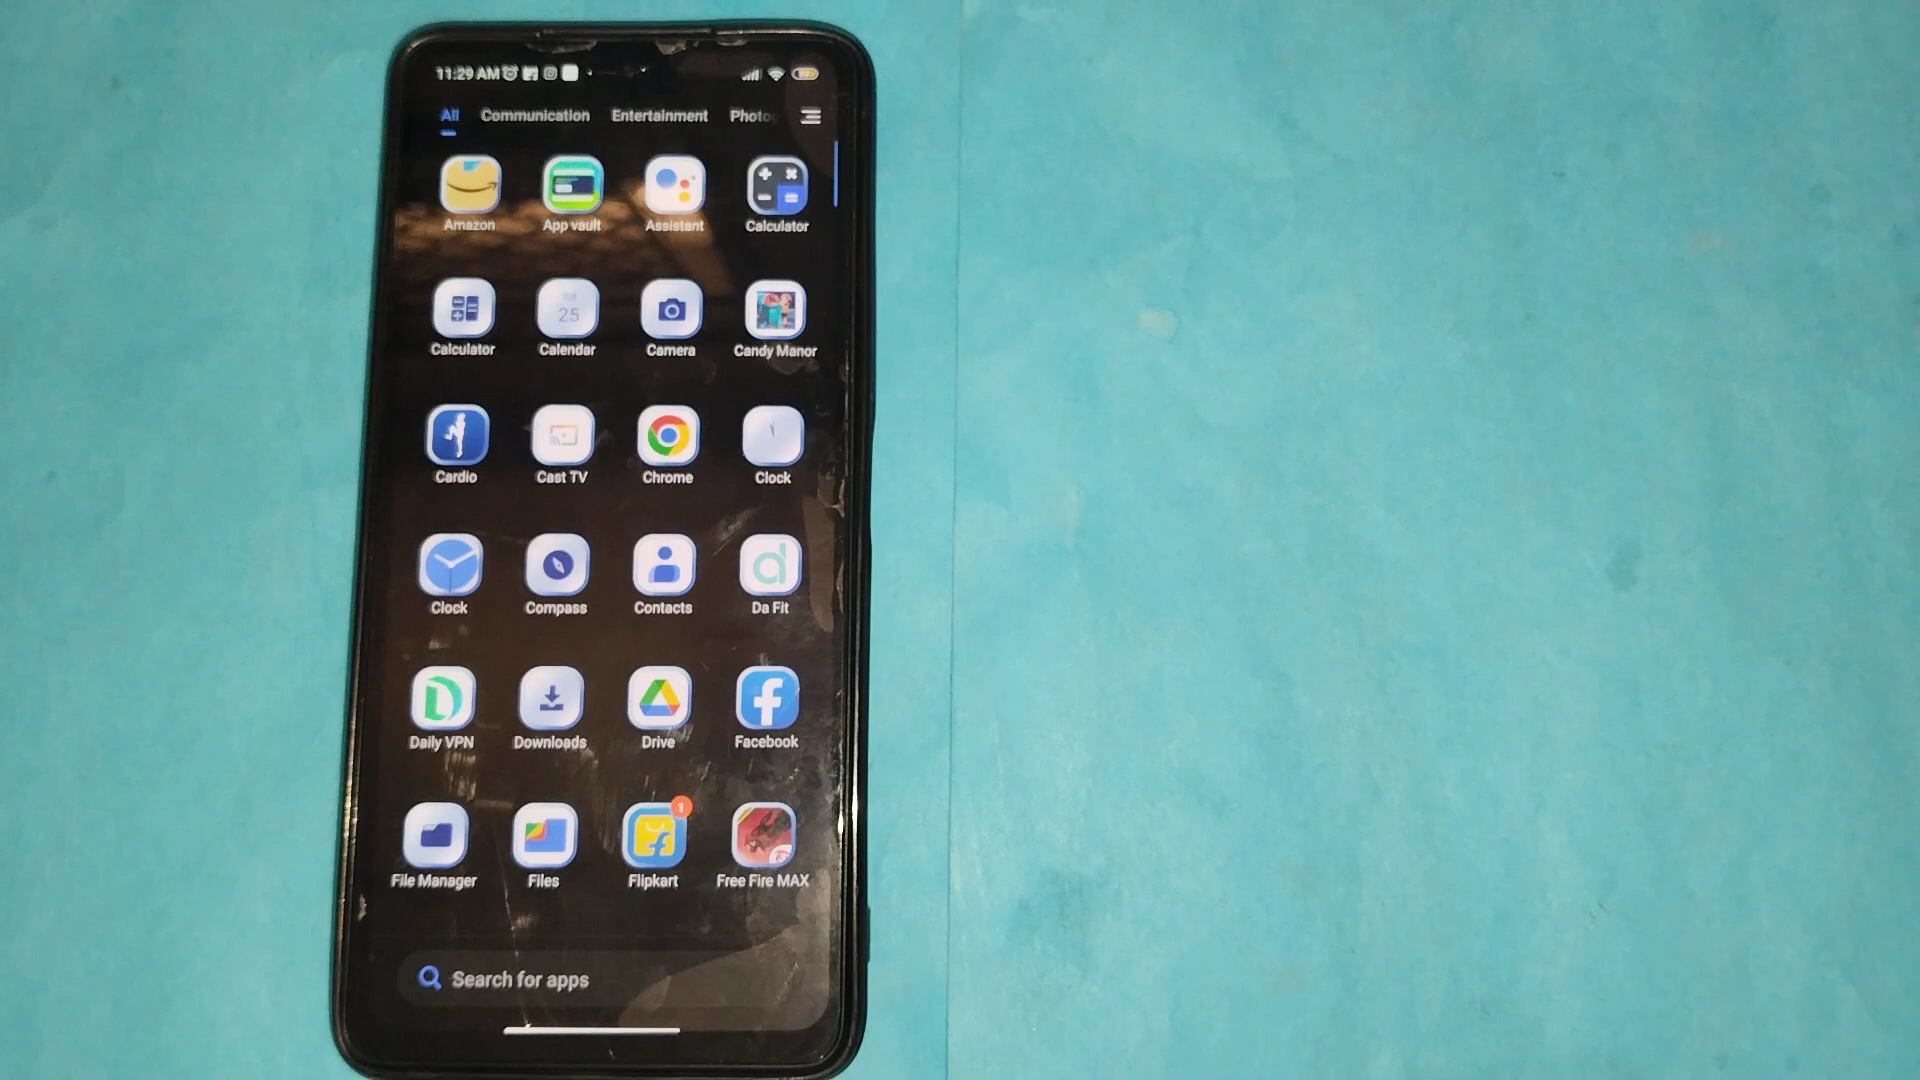 11:29 AM
All Communication Entertainment Photo
Amazon App vault Assistant Calculator
25
Calculator Calendar Camera Candy Manor
Cardio Cast TV Chrome Clock
Clock Compass Contacts Da Fit
Daily VPN Downloads Drive Facebook
1
File Manager Files Flipkart Free Fire MAX
Search for apps